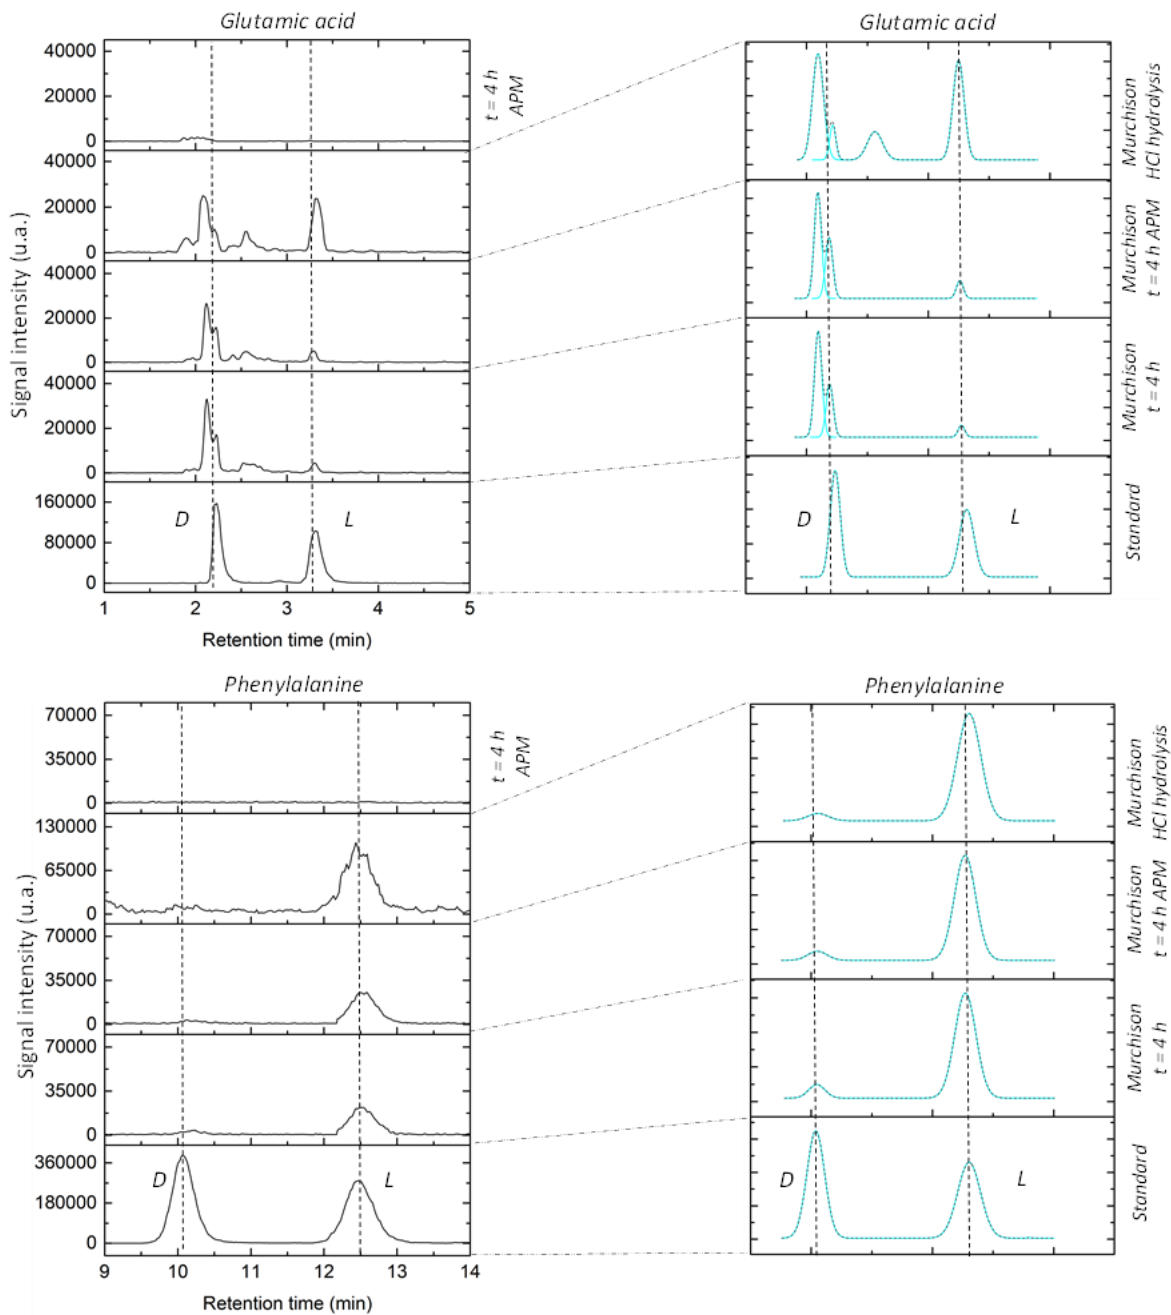 Glutamic acid
Signal intensity (u.a.)
40000
20000
0
40000
20000
0
40000
20000
0
40000
20000
0
160000
80000
0
D
L
1 2 3 4 5
Retention time (min)
t = 4 h
APM
Glutamic acid
D
L
Murchison
HCl hydrolysis
Murchison
t = 4 h APM
Murchison
t = 4 h
Standard
Phenylalanine
Signal intensity (u.a.)
70000
35000
0
130000
65000
0
70000
35000
0
70000
35000
0
360000
180000
0
D
L
9 10 11 12 13 14
Retention time (min)
t = 4 h
APM
Phenylalanine
D
L
Murchison
HCl hydrolysis
Murchison
t = 4 h APM
Murchison
t = 4 h
Standard